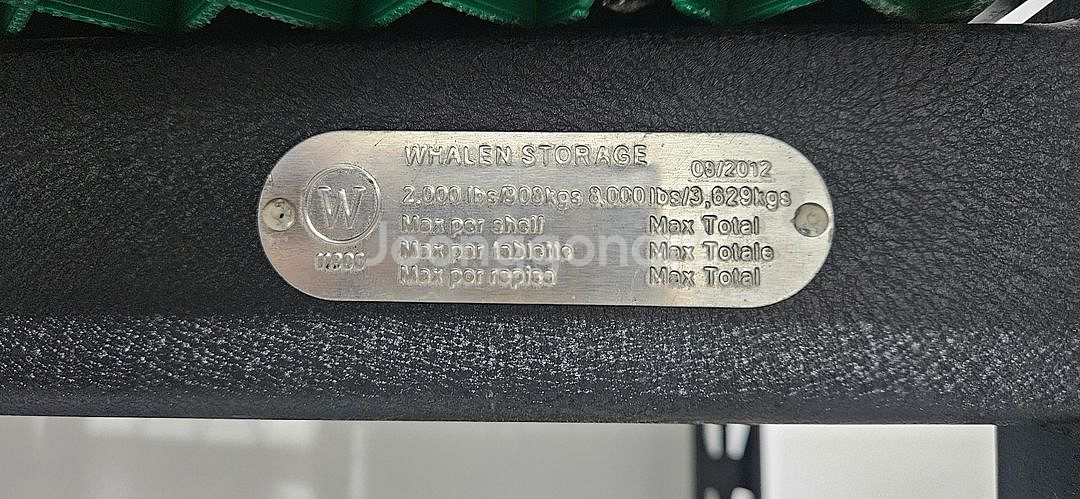 WHALEN STORAGE
08/2012
2,000 lbs/908kgs 8,000 lbs/3,629kgs
Max per shelf Max Total
Max par tablette Max Totale
Max por repisa Max Total
W